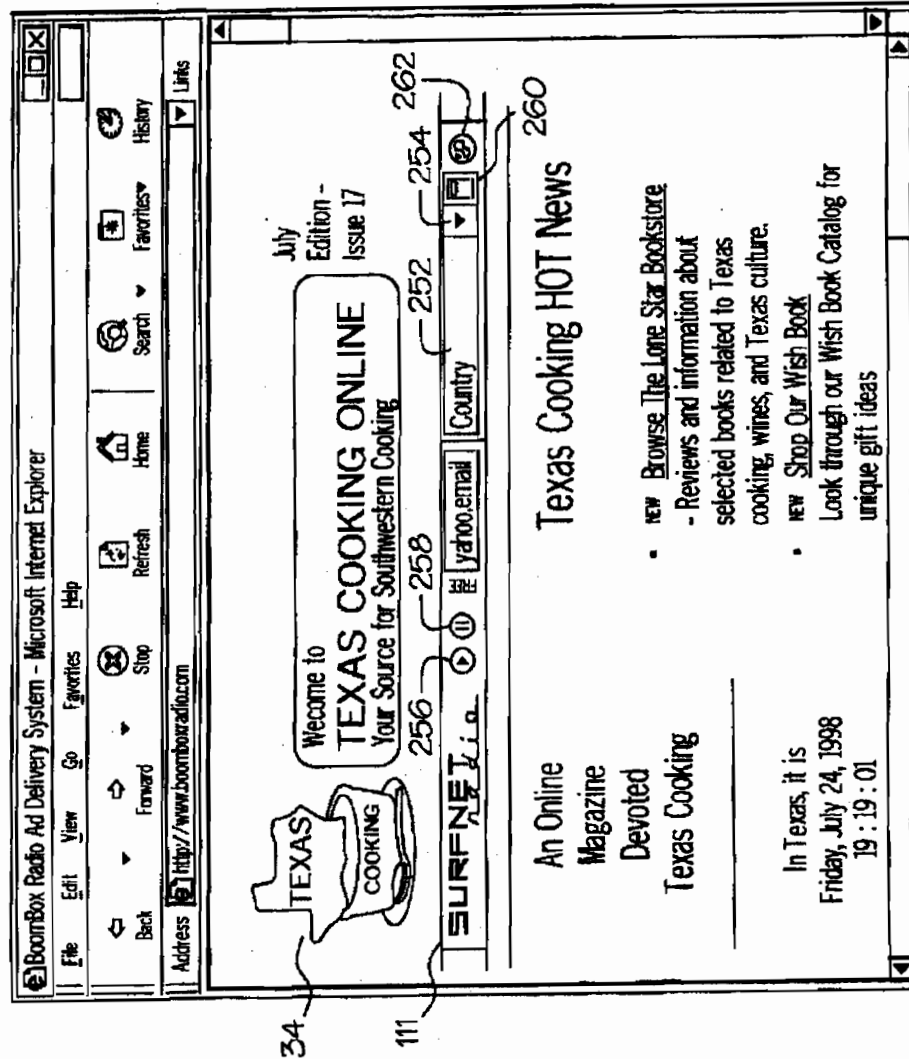 BoomBox Radio Ad Delivery System - Microsoft Internet Explorer
File Edit View Go Favorites Help
Back Forward Stop Refresh Home Search Favorites History
Address http://www.boomboxradio.com Links
TEXAS
COOKING
Wecome to
TEXAS COOKING ONLINE
Your Source for Southwestern Cooking
July
Edition -
Issue 17
34
111
256
258
252
254
262
260
SURFNET radio yahoo.email Country GO
An Online
Magazine
Devoted
Texas Cooking
In Texas, it is
Friday, July 24, 1998
19:19:01
Texas Cooking HOT News
• NEW Browse The Lone Star Bookstore
- Reviews and information about
selected books related to Texas
cooking, wines, and Texas culture.
• NEW Shop Our Wish Book
Look through our Wish Book Catalog for
unique gift ideas